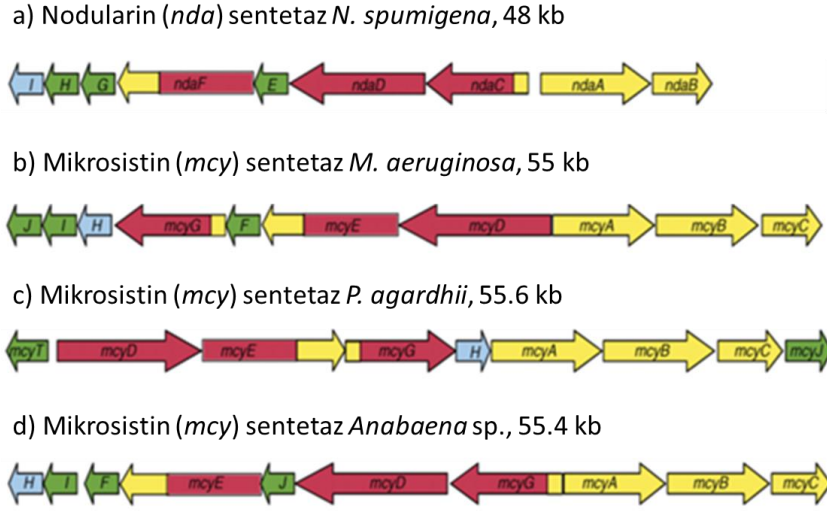 a) Nodularin (nda) sentetaz N. spumigena, 48 kb
I H G ndaF E ndaD ndaC ndaA ndaB
b) Mikrosistin (mcy) sentetaz M. aeruginosa, 55 kb
J I H mcyG F mcyE mcyD mcyA mcyB mcyC
c) Mikrosistin (mcy) sentetaz P. agardhii, 55.6 kb
mcyT mcyD mcyE mcyG H mcyA mcyB mcyC mcyJ
d) Mikrosistin (mcy) sentetaz Anabaena sp., 55.4 kb
H I F mcyE J mcyD mcyG mcyA mcyB mcyC